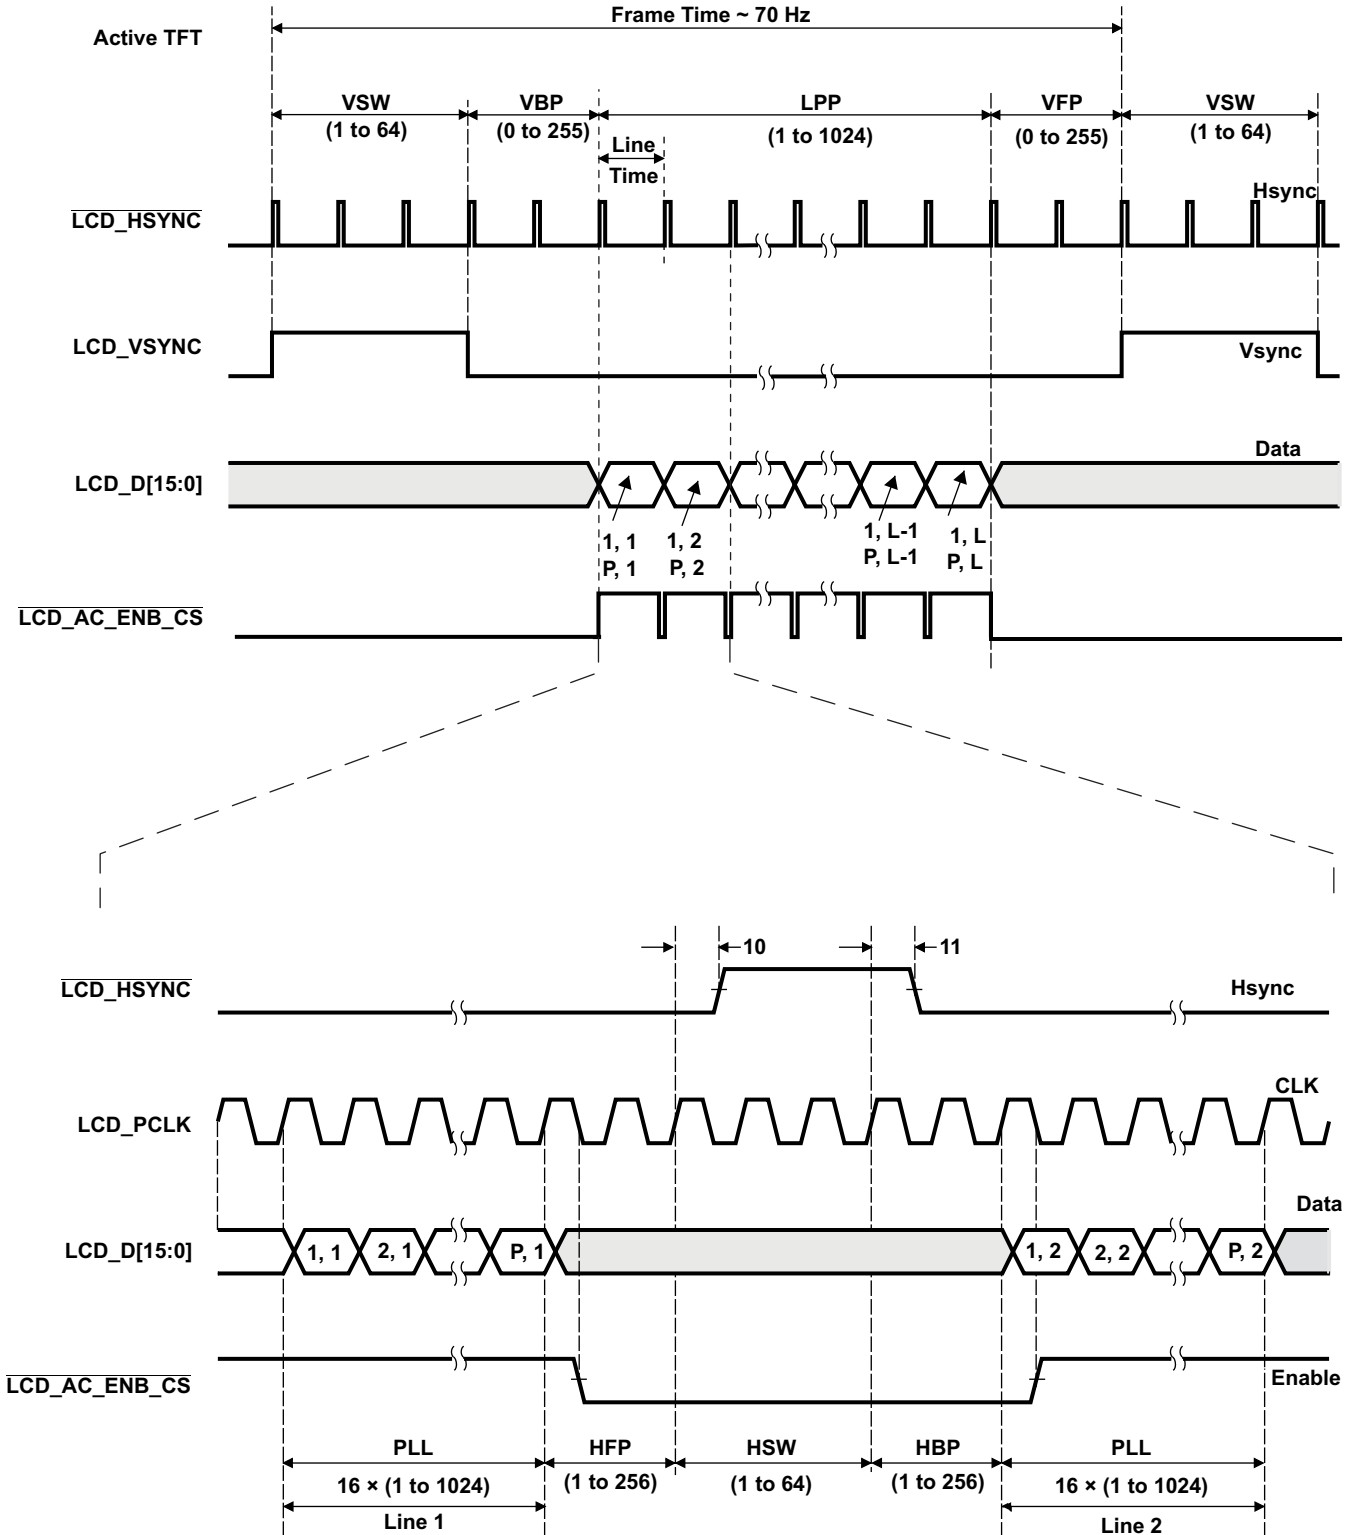 Frame Time ~ 70 Hz
Active TFT
VSW VBP LPP VFP VSW
(1 to 64) (0 to 255) (1 to 1024) (0 to 255) (1 to 64)
Line
Time
LCD_HSYNC Hsync
LCD_VSYNC Vsync
Data
LCD_D[15:0]
1, 1 1, 2 1, L-1 1, L
P, 1 P, 2 P, L-1 P, L
LCD_AC_ENB_CS
10 11
LCD_HSYNC Hsync
CLK
LCD_PCLK
Data
LCD_D[15:0] 1, 1 2, 1 P, 1 1, 2 2, 2 P, 2
LCD_AC_ENB_CS Enable
PLL HFP HSW HBP PLL
16 × (1 to 1024) (1 to 256) (1 to 64) (1 to 256) 16 × (1 to 1024)
Line 1 Line 2